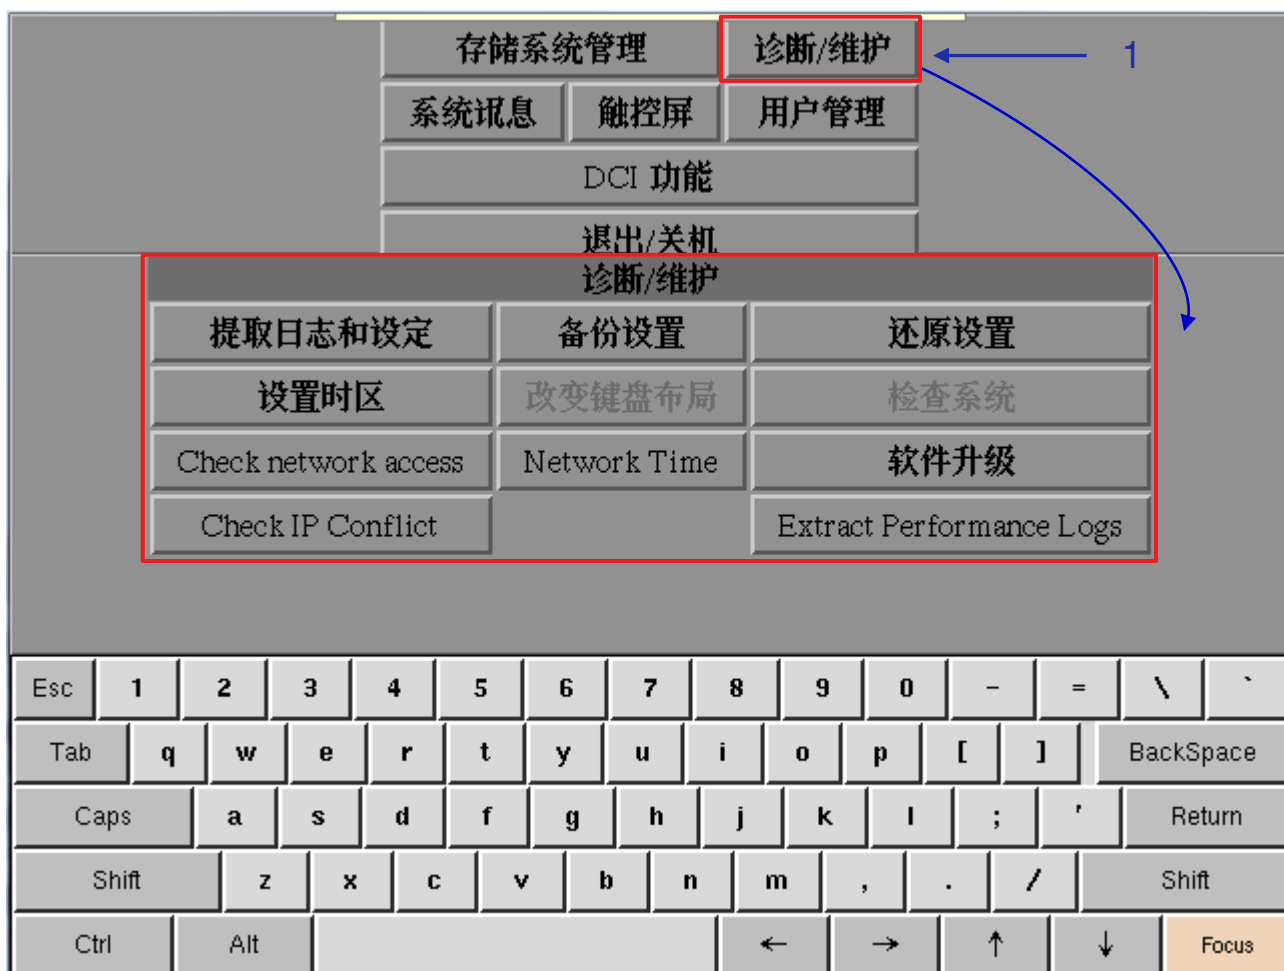 存储系统管理 诊断/维护 1
系统讯息 触控屏 用户管理
DCI 功能
退出/关机
诊断/维护
提取日志和设定 备份设置 还原设置
设置时区 改变键盘布局 检查系统
Check network access Network Time 软件升级
Check IP Conflict Extract Performance Logs
Esc 1 2 3 4 5 6 7 8 9 0 - = \ `
Tab q w e r t y u i o p [ ] BackSpace
Caps a s d f g h j k l ; ' Return
Shift z x c v b n m , . / Shift
Ctrl Alt ← → ↑ ↓ Focus